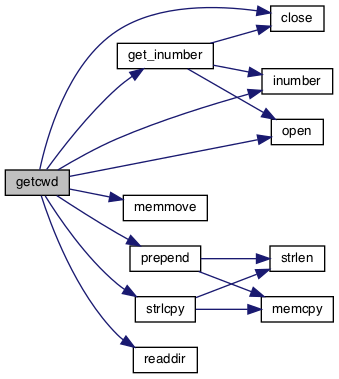 close
get_inumber
inumber
open
getcwd
memmove
prepend
strlen
strlcpy
memcpy
readdir